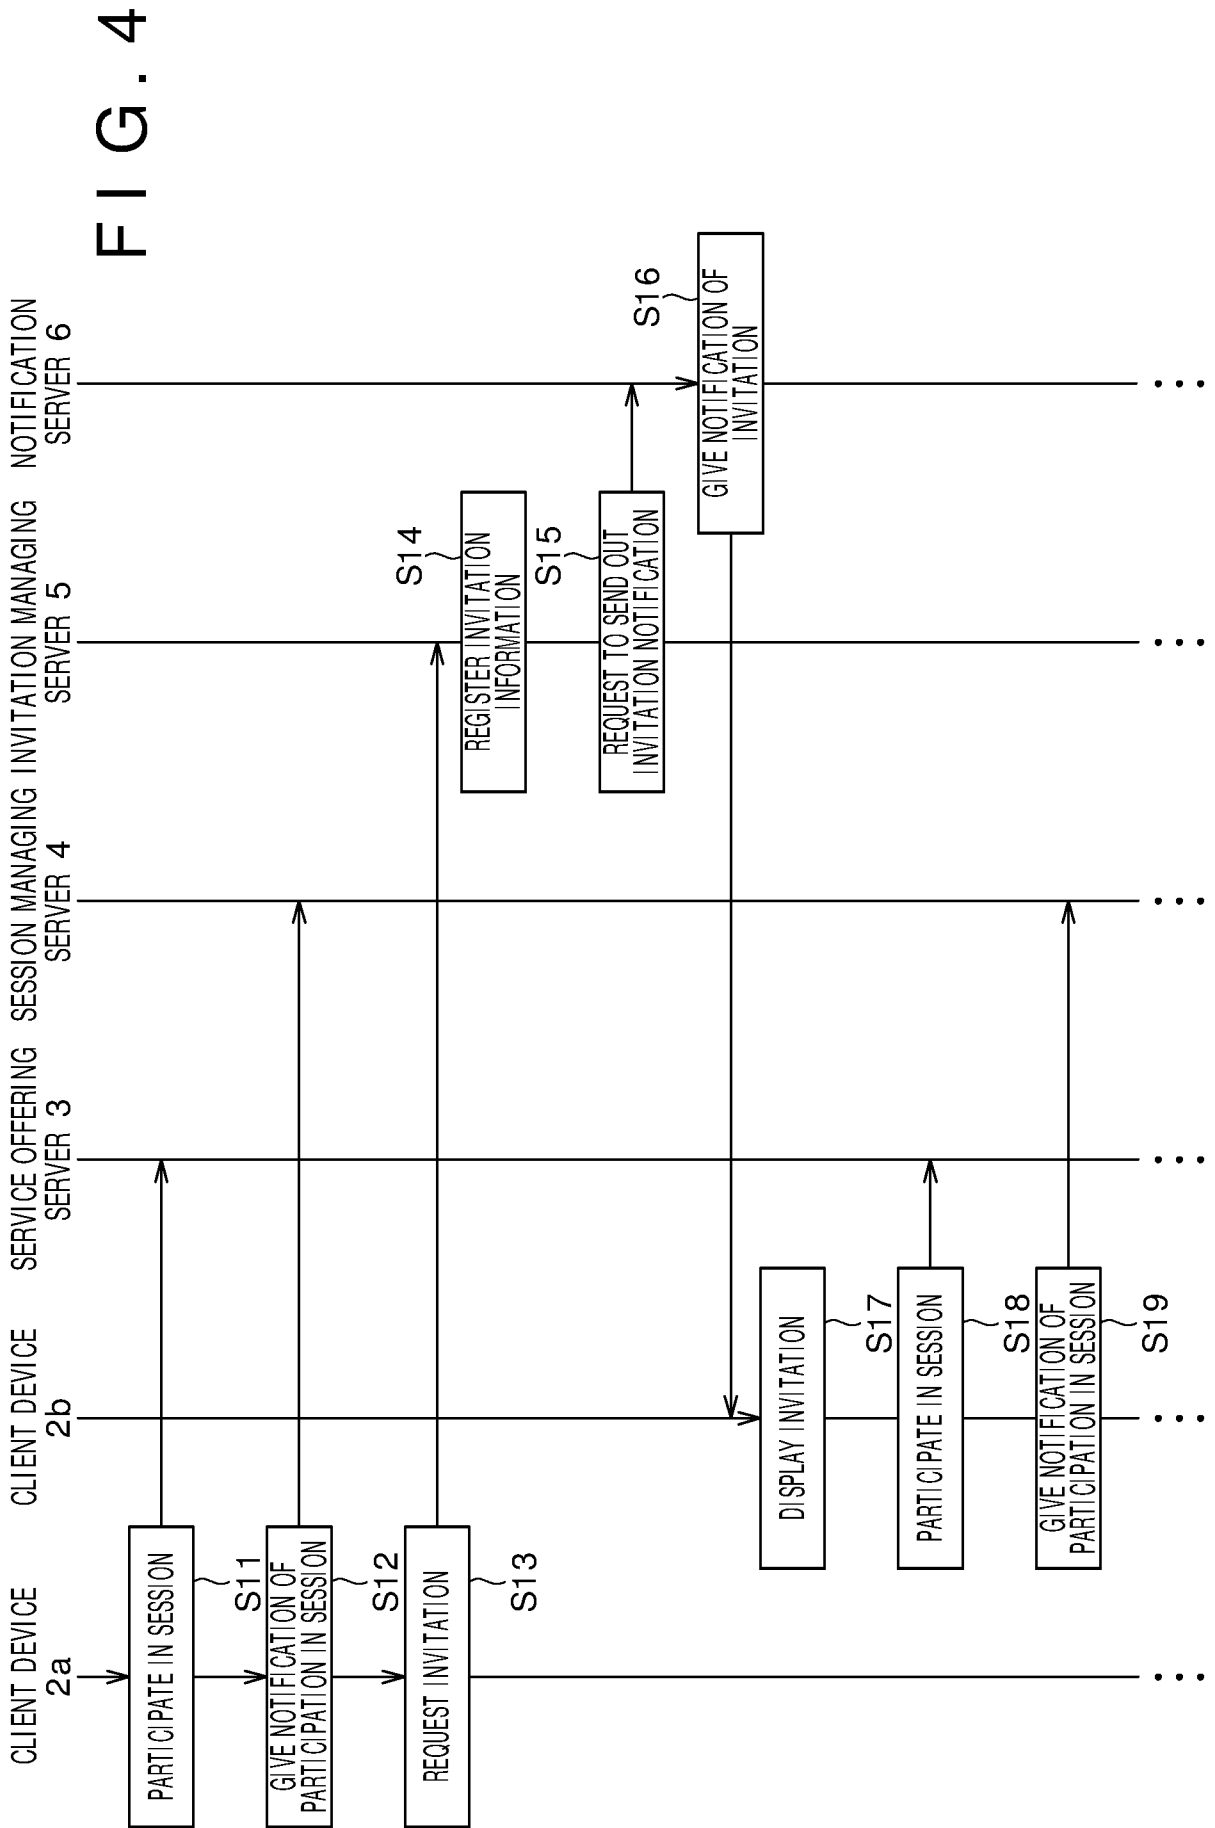 FIG. 4
CLIENT DEVICE
2a
CLIENT DEVICE
2b
SERVICE OFFERING
SERVER 3
SESSION MANAGING
SERVER 4
INVITATION MANAGING
SERVER 5
NOTIFICATION
SERVER 6
PARTICIPATE IN SESSION
S11
GIVE NOTIFICATION OF
PARTICIPATION IN SESSION
S12
REQUEST INVITATION
S13
REGISTER INVITATION
INFORMATION
S14
REQUEST TO SEND OUT
INVITATION NOTIFICATION
S15
GIVE NOTIFICATION OF
INVITATION
S16
DISPLAY INVITATION
S17
PARTICIPATE IN SESSION
S18
GIVE NOTIFICATION OF
PARTICIPATION IN SESSION
S19